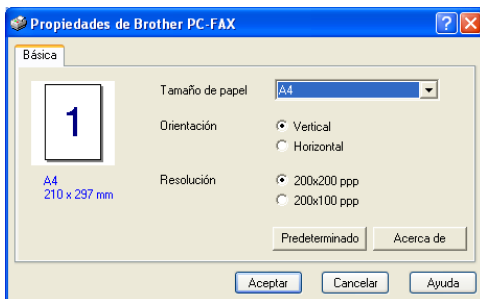 Propiedades de Brother PC-FAX
Básica
1
A4
210 x 297 mm
Tamaño de papel
A4
Orientación
Vertical
Horizontal
Resolución
200x200 ppp
200x100 ppp
Predeterminado
Acerca de
Aceptar
Cancelar
Ayuda